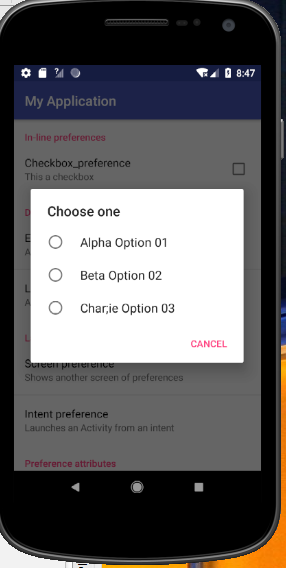 8:47
My Application
In-line preferences
Checkbox_preference
This a checkbox
Choose one
Alpha Option 01
Beta Option 02
Char;ie Option 03
CANCEL
Screen preference
Shows another screen of preferences
Intent preference
Launches an Activity from an intent
Preference attributes